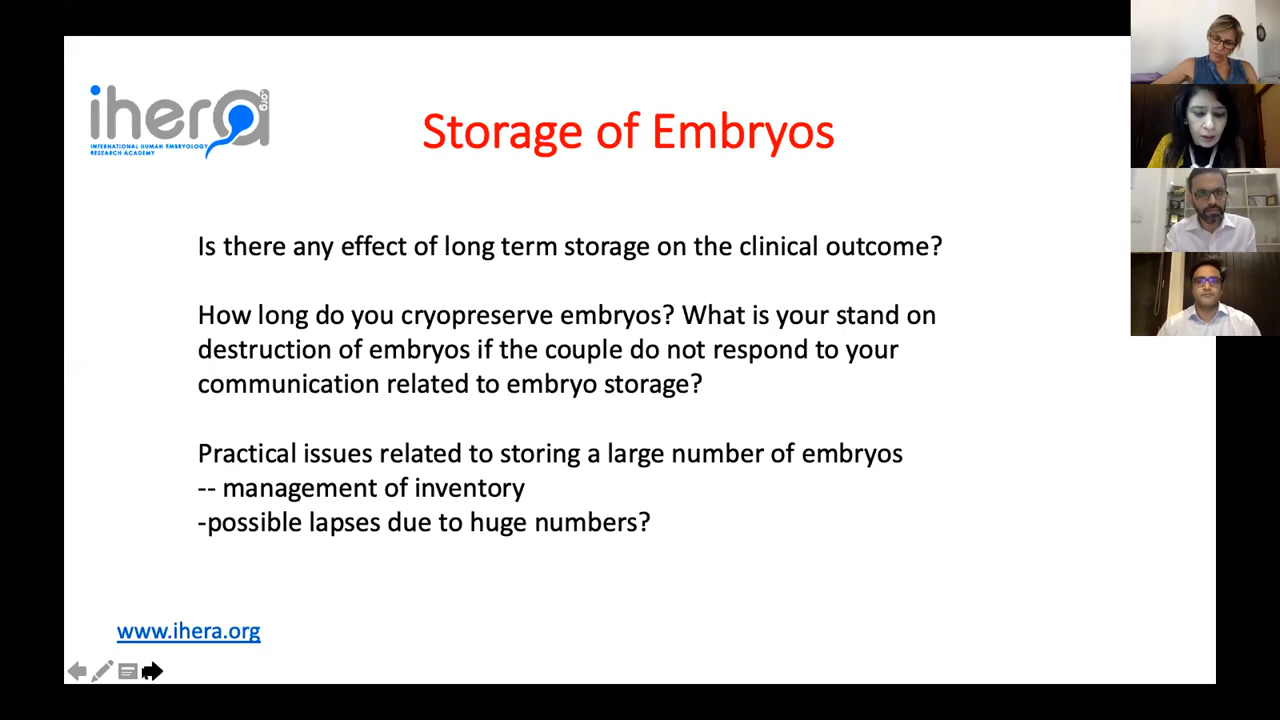 ihera.org
INTERNATIONAL HUMAN EMBRYOLOGY
RESEARCH ACADEMY
Storage of Embryos
Is there any effect of long term storage on the clinical outcome?
How long do you cryopreserve embryos? What is your stand on
destruction of embryos if the couple do not respond to your
communication related to embryo storage?
Practical issues related to storing a large number of embryos
-- management of inventory
-possible lapses due to huge numbers?
www.ihera.org